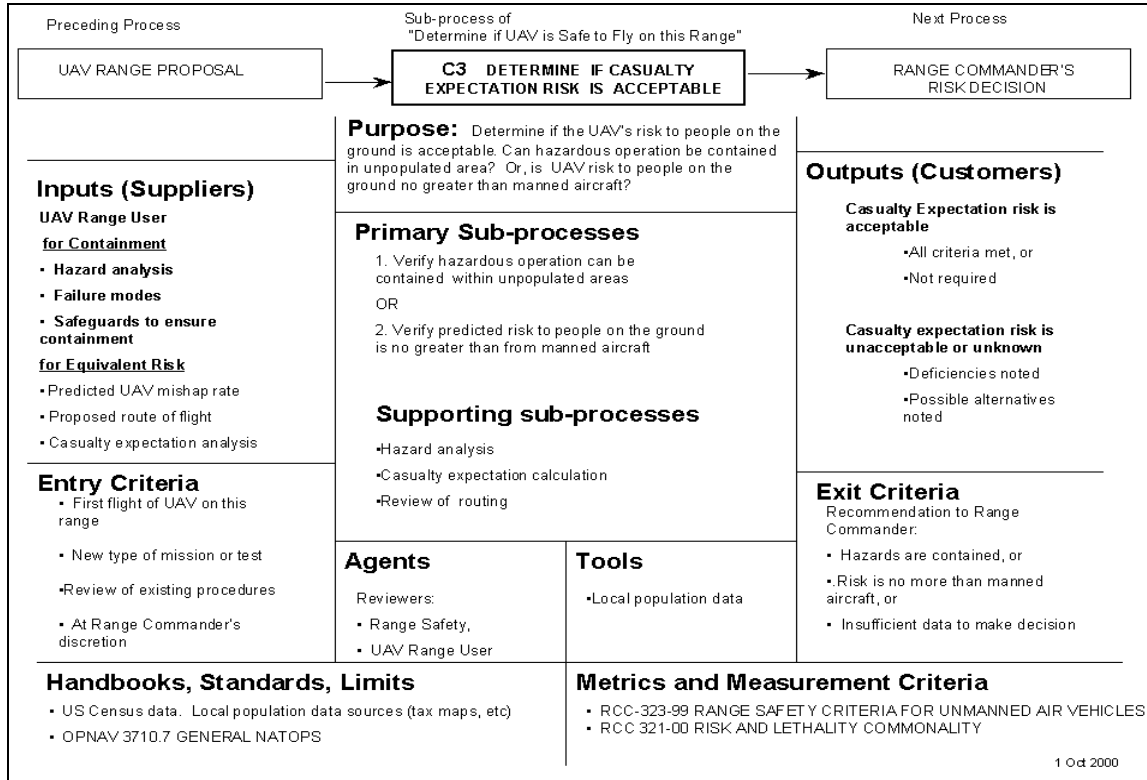 Preceding Process
Sub-process of
"Determine if UAV is Safe to Fly on this Range"
Next Process
UAV RANGE PROPOSAL
C3 DETERMINE IF CASUALTY
EXPECTATION RISK IS ACCEPTABLE
RANGE COMMANDER'S
RISK DECISION
Purpose: Determine if the UAV's risk to people on the
ground is acceptable. Can hazardous operation be contained
in unpopulated area? Or, is UAV risk to people on the
ground no greater than manned aircraft?
Inputs (Suppliers)
UAV Range User
for Containment
• Hazard analysis
• Failure modes
• Safeguards to ensure
containment
for Equivalent Risk
• Predicted UAV mishap rate
• Proposed route of flight
• Casualty expectation analysis
Primary Sub-processes
1. Verify hazardous operation can be
contained within unpopulated areas
OR
2. Verify predicted risk to people on the ground
is no greater than from manned aircraft
Supporting sub-processes
•Hazard analysis
•Casualty expectation calculation
•Review of routing
Outputs (Customers)
Casualty Expectation risk is
acceptable
•All criteria met, or
•Not required
Casualty expectation risk is
unacceptable or unknown
•Deficiencies noted
•Possible alternatives
noted
Entry Criteria
• First flight of UAV on this
range
• New type of mission or test
•Review of existing procedures
• At Range Commander's
discretion
Agents
Reviewers:
• Range Safety,
• UAV Range User
Tools
•Local population data
Exit Criteria
Recommendation to Range
Commander:
• Hazards are contained, or
•.Risk is no more than manned
aircraft, or
• Insufficient data to make decision
Handbooks, Standards, Limits
• US Census data. Local population data sources (tax maps, etc)
• OPNAV 3710.7 GENERAL NATOPS
Metrics and Measurement Criteria
• RCC-323-99 RANGE SAFETY CRITERIA FOR UNMANNED AIR VEHICLES
• RCC 321-00 RISK AND LETHALITY COMMONALITY
1 Oct 2000